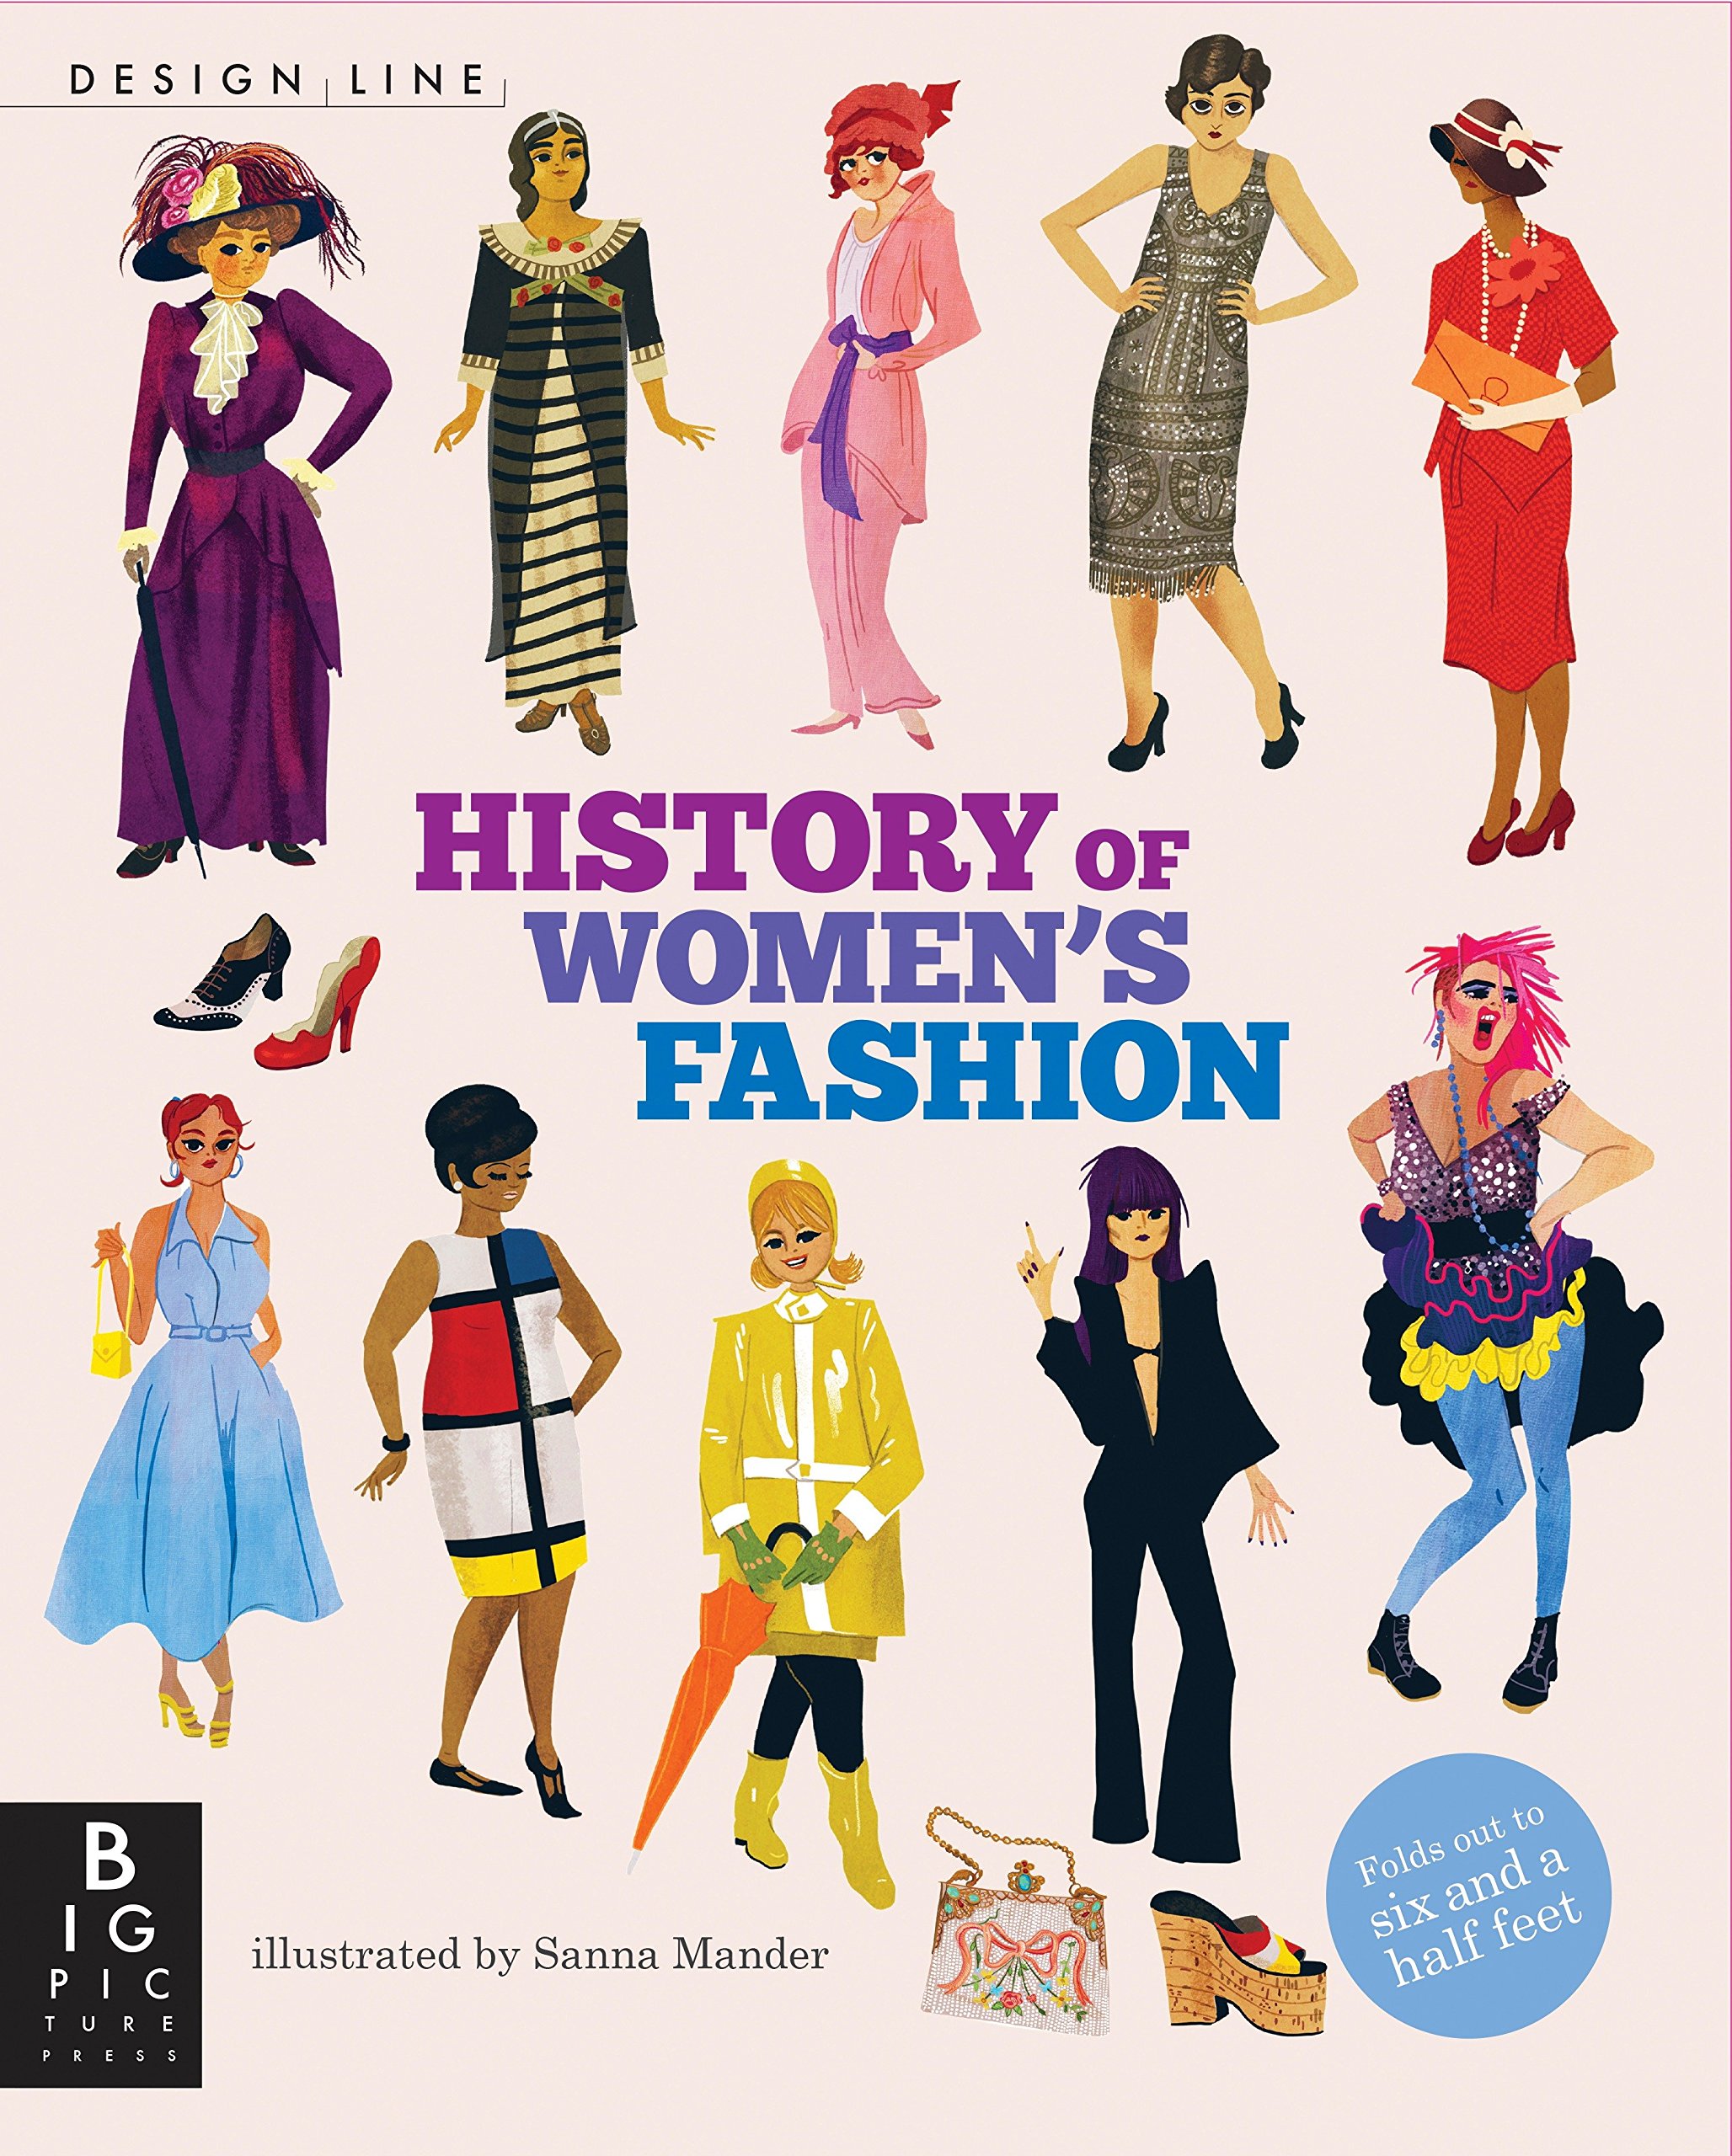 DESIGN LINE
HISTORY OF
WOMEN'S
FASHION
Folds out to
six and a
half feet
illustrated by Sanna Mander
B
IG
PIC
TURE
PRESS